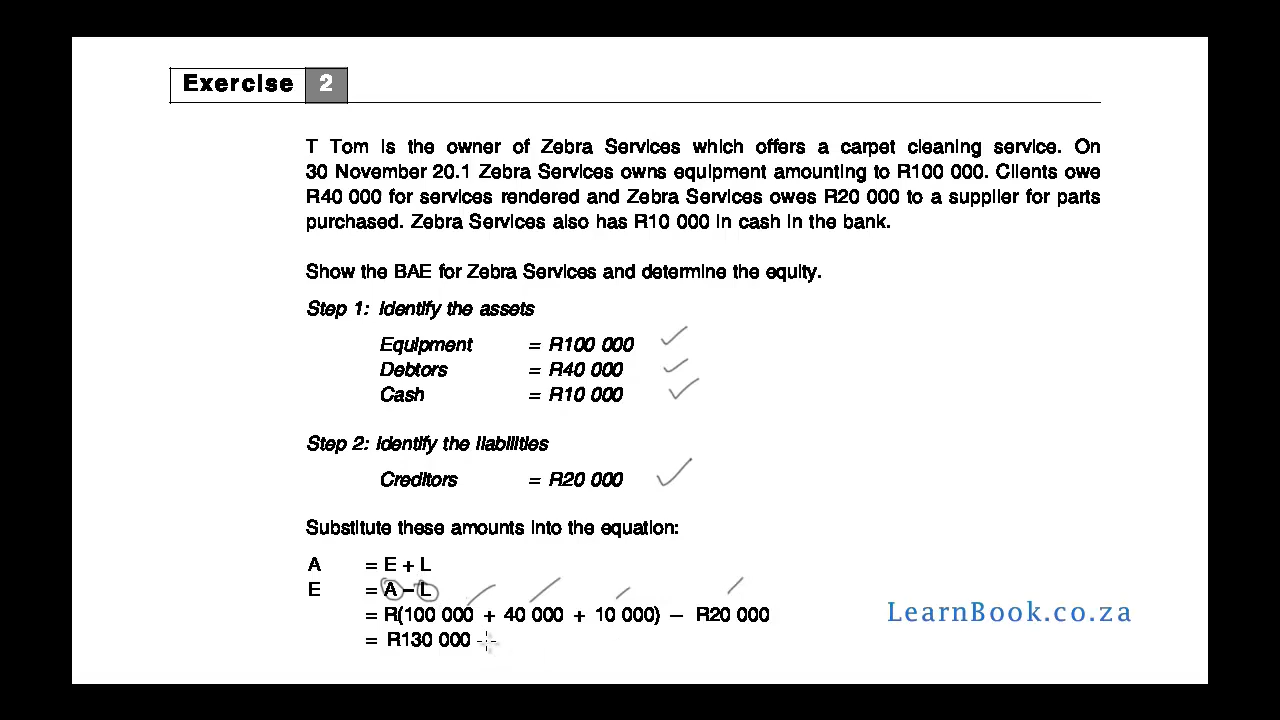 Exercise 2
T Tom is the owner of Zebra Services which offers a carpet cleaning service. On
30 November 20.1 Zebra Services owns equipment amounting to R100 000. Clients owe
R40 000 for services rendered and Zebra Services owes R20 000 to a supplier for parts
purchased. Zebra Services also has R10 000 in cash in the bank.
Show the BAE for Zebra Services and determine the equity.
Step 1: Identify the assets
Equipment = R100 000
Debtors = R40 000
Cash = R10 000
Step 2: Identify the liabilities
Creditors = R20 000
Substitute these amounts into the equation:
A = E + L
E = A – L
= R(100 000 + 40 000 + 10 000) – R20 000
= R130 000
LearnBook.co.za